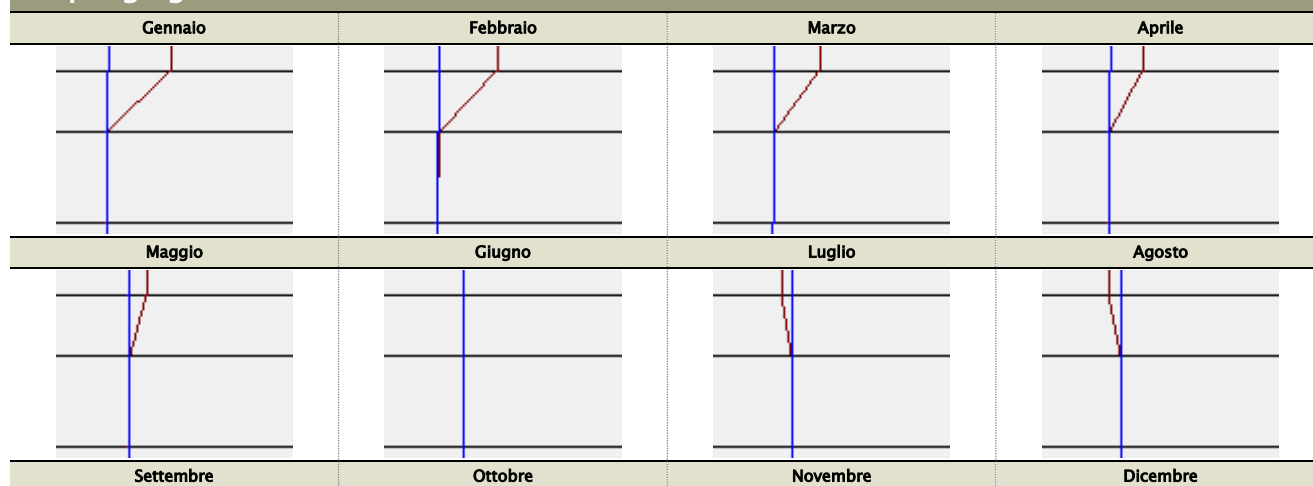 Gennaio Febbraio Marzo Aprile
Maggio Giugno Luglio Agosto
Settembre Ottobre Novembre Dicembre